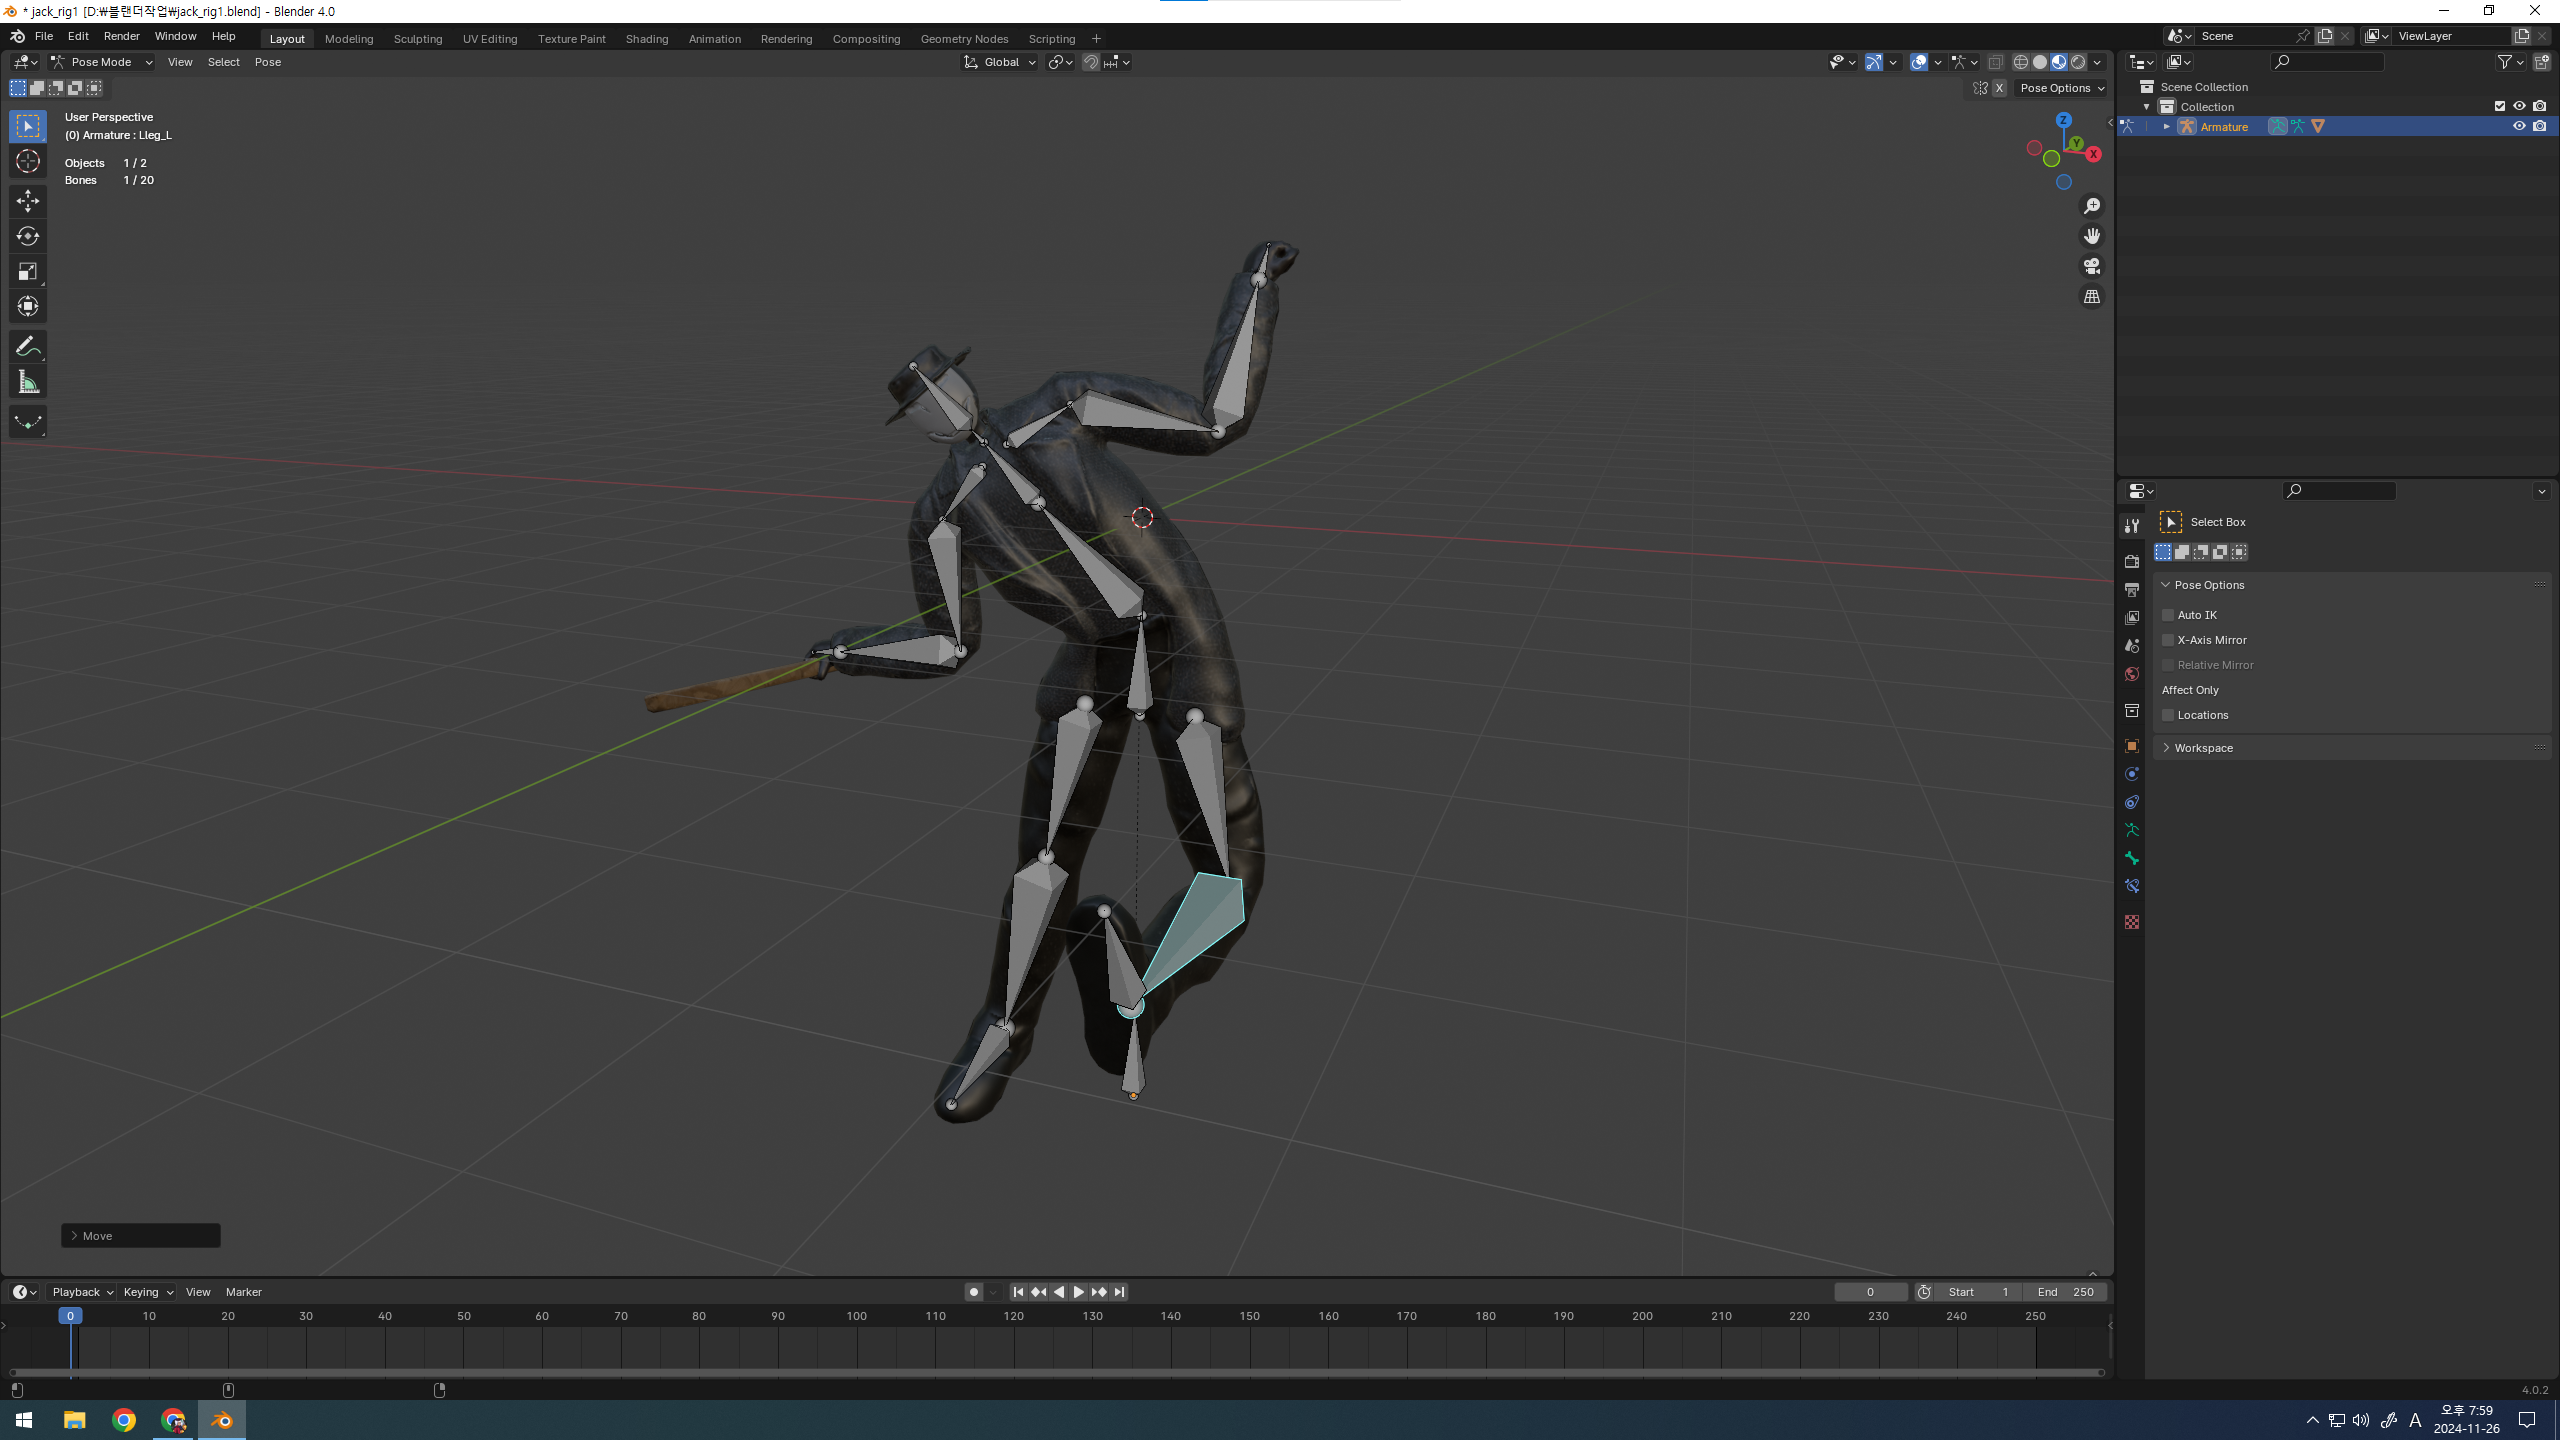 * jack_rig1 [D:₩블랜더작업₩jack_rig1.blend] - Blender 4.0
File Edit Render Window Help Layout Modeling Sculpting UV Editing Texture Paint Shading Animation Rendering Compositing Geometry Nodes Scripting + Scene ViewLayer
Pose Mode View Select Pose Global
X Pose Options
User Perspective
(0) Armature : Lleg_L
Objects 1 / 2
Bones 1 / 20
Z
Y
X
Scene Collection
Collection
Armature
Select Box
Pose Options
Auto IK
X-Axis Mirror
Relative Mirror
Affect Only
Locations
Workspace
Move
Playback Keying View Marker 0 Start 1 End 250
0 10 20 30 40 50 60 70 80 90 100 110 120 130 140 150 160 170 180 190 200 210 220 230 240 250
4.0.2
A 오후 7:59
2024-11-26